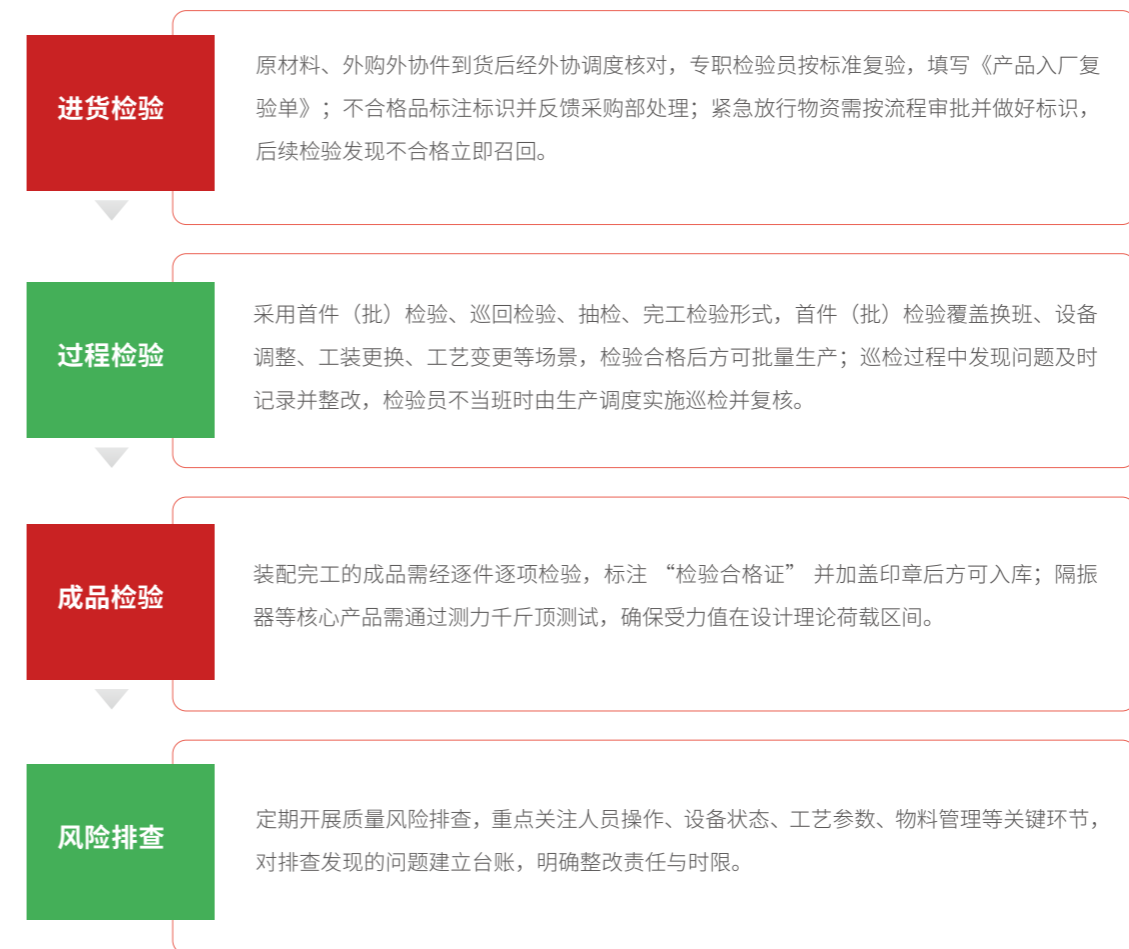 进货检验
原材料、外购外协件到货后经外协调度核对，专职检验员按标准复验，填写《产品入厂复
验单》；不合格品标注标识并反馈采购部处理；紧急放行物资需按流程审批并做好标识，
后续检验发现不合格立即召回。
过程检验
采用首件（批）检验、巡回检验、抽检、完工检验形式，首件（批）检验覆盖换班、设备
调整、工装更换、工艺变更等场景，检验合格后方可批量生产；巡检过程中发现问题及时
记录并整改，检验员不当班时由生产调度实施巡检并复核。
成品检验
装配完工的成品需经逐件逐项检验，标注 “检验合格证” 并加盖印章后方可入库；隔振
器等核心产品需通过测力千斤顶测试，确保受力值在设计理论荷载区间。
风险排查
定期开展质量风险排查，重点关注人员操作、设备状态、工艺参数、物料管理等关键环节，
对排查发现的问题建立台账，明确整改责任与时限。